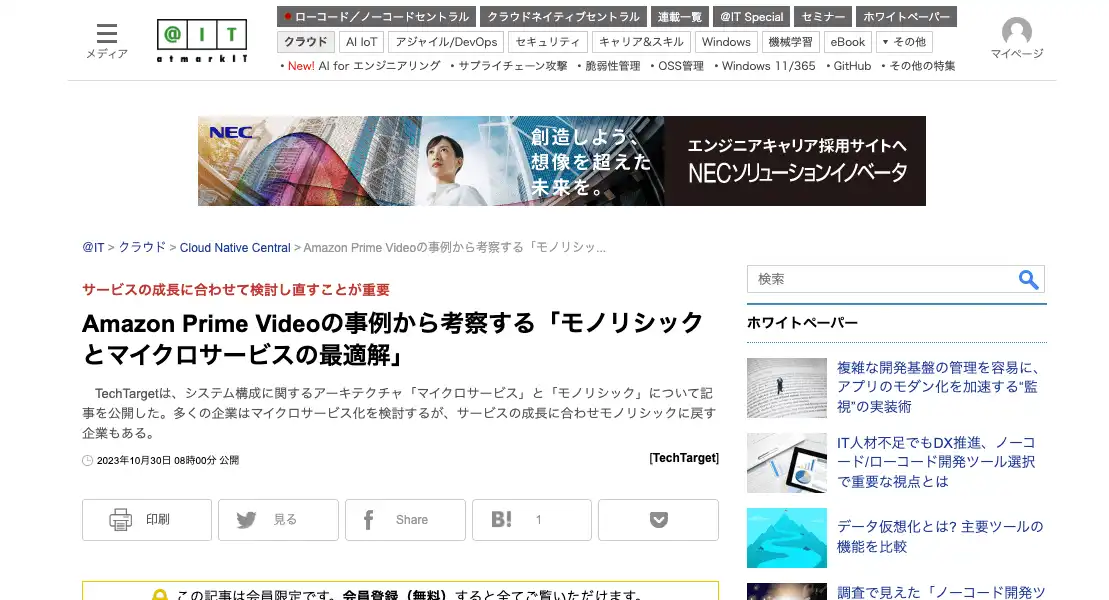 メディア
@IT
atmarkIT
ローコード／ノーコードセントラル
クラウドネイティブセントラル
連載一覧
@IT Special
セミナー
ホワイトペーパー
クラウド
AI IoT
アジャイル/DevOps
セキュリティ
キャリア&スキル
Windows
機械学習
eBook
▼ その他
・New! AI for エンジニアリング ・サプライチェーン攻撃 ・脆弱性管理 ・OSS管理 ・Windows 11/365 ・GitHub ・その他の特集
マイページ
NEC
創造しよう、
想像を超えた
未来を。
エンジニアキャリア採用サイトへ
NECソリューションイノベータ
@IT > クラウド > Cloud Native Central > Amazon Prime Videoの事例から考察する「モノリシッ...
サービスの成長に合わせて検討し直すことが重要
Amazon Prime Videoの事例から考察する「モノリシック
とマイクロサービスの最適解」
TechTargetは、システム構成に関するアーキテクチャ「マイクロサービス」と「モノリシック」について記
事を公開した。多くの企業はマイクロサービス化を検討するが、サービスの成長に合わせモノリシックに戻す
企業もある。
2023年10月30日 08時00分 公開
[TechTarget]
印刷
見る
Share
B! 1
この記事は会員限定です。会員登録（無料）すると全てご覧いただけます。
検索
ホワイトペーパー
複雑な開発基盤の管理を容易に、
アプリのモダン化を加速する“監
視”の実装術
IT人材不足でもDX推進、ノーコ
ード/ローコード開発ツール選択
で重要な視点とは
データ仮想化とは? 主要ツールの
機能を比較
調査で見えた「ノーコード開発ツ